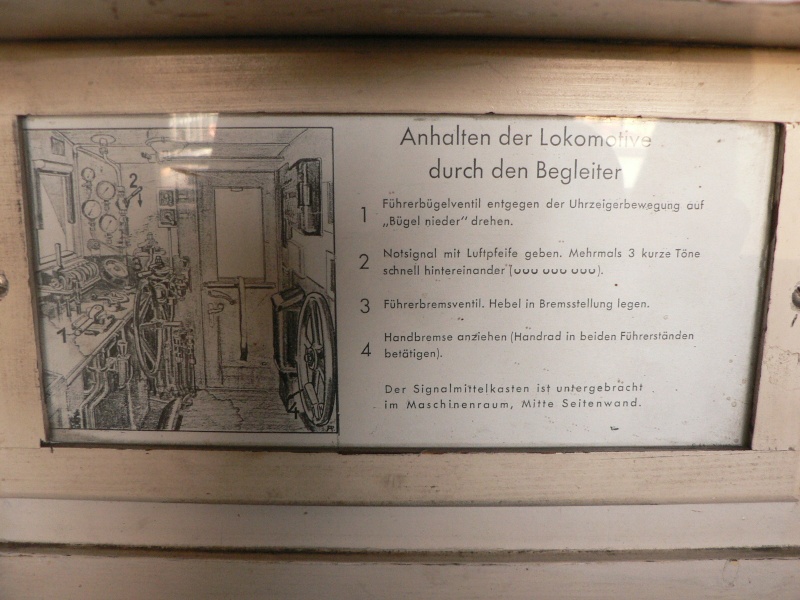 Anhalten der Lokomotive
durch den Begleiter
1 Führerbügelventil entgegen der Uhrzeigerbewegung auf
„Bügel nieder" drehen.
2 Notsignal mit Luftpfeife geben. Mehrmals 3 kurze Töne
schnell hintereinander (∪∪∪ ∪∪∪ ∪∪∪).
3 Führerbremsventil. Hebel in Bremsstellung legen.
4 Handbremse anziehen (Handrad in beiden Führerständen
betätigen).
Der Signalmittelkasten ist untergebracht
im Maschinenraum, Mitte Seitenwand.
2
1
4